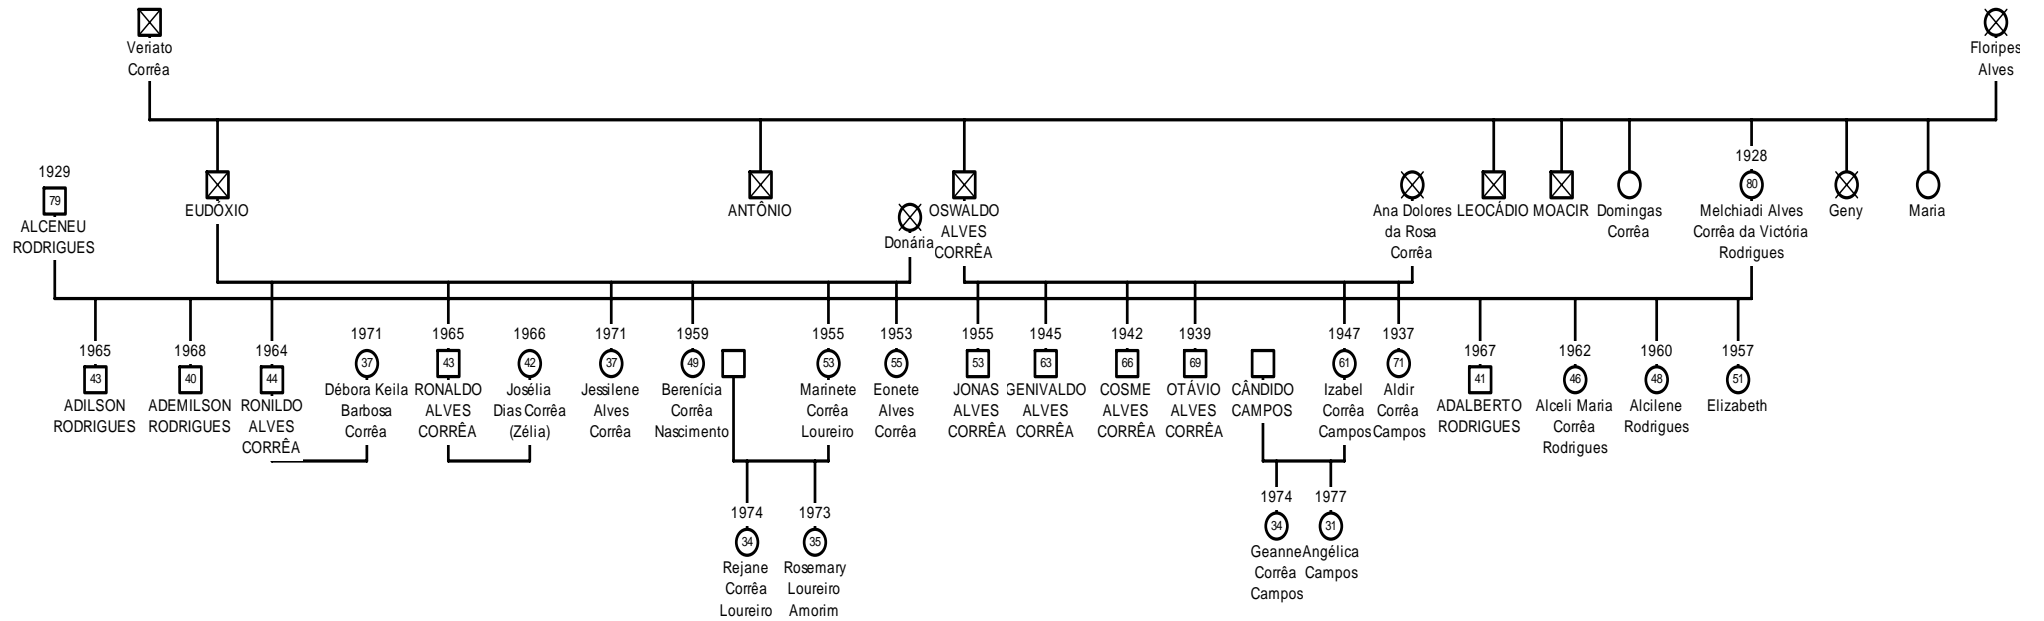 Veriato
Corrêa
Floripes
Alves
1929
79
ALCENEU
RODRIGUES
EUDÓXIO
ANTÔNIO
Donária
OSWALDO
ALVES
CORRÊA
Ana Dolores
da Rosa
Corrêa
LEOCÁDIO
MOACIR
Domingas
Corrêa
1928
80
Melchiadi Alves
Corrêa da Victória
Rodrigues
Geny
Maria
1965
43
ADILSON
RODRIGUES
1968
40
ADEMILSON
RODRIGUES
1964
44
RONILDO
ALVES
CORRÊA
1971
37
Débora Keila
Barbosa
Corrêa
1965
43
RONALDO
ALVES
CORRÊA
1966
42
Josélia
Dias Corrêa
(Zélia)
1971
37
Jessilene
Alves
Corrêa
1959
49
Berenícia
Corrêa
Nascimento
1955
53
Marinete
Corrêa
Loureiro
1953
55
Eonete
Alves
Corrêa
1955
53
JONAS
ALVES
CORRÊA
1945
63
GENIVALDO
ALVES
CORRÊA
1942
66
COSME
ALVES
CORRÊA
1939
69
OTÁVIO
ALVES
CORRÊA
CÂNDIDO
CAMPOS
1947
61
Izabel
Corrêa
Campos
1937
71
Aldir
Corrêa
Campos
1967
41
ADALBERTO
RODRIGUES
1962
46
Alceli Maria
Corrêa
Rodrigues
1960
48
Alcilene
Rodrigues
1957
51
Elizabeth
1974
34
Rejane
Corrêa
Loureiro
1973
35
Rosemary
Loureiro
Amorim
1974
34
Geanne
Corrêa
Campos
1977
31
Angélica
Campos